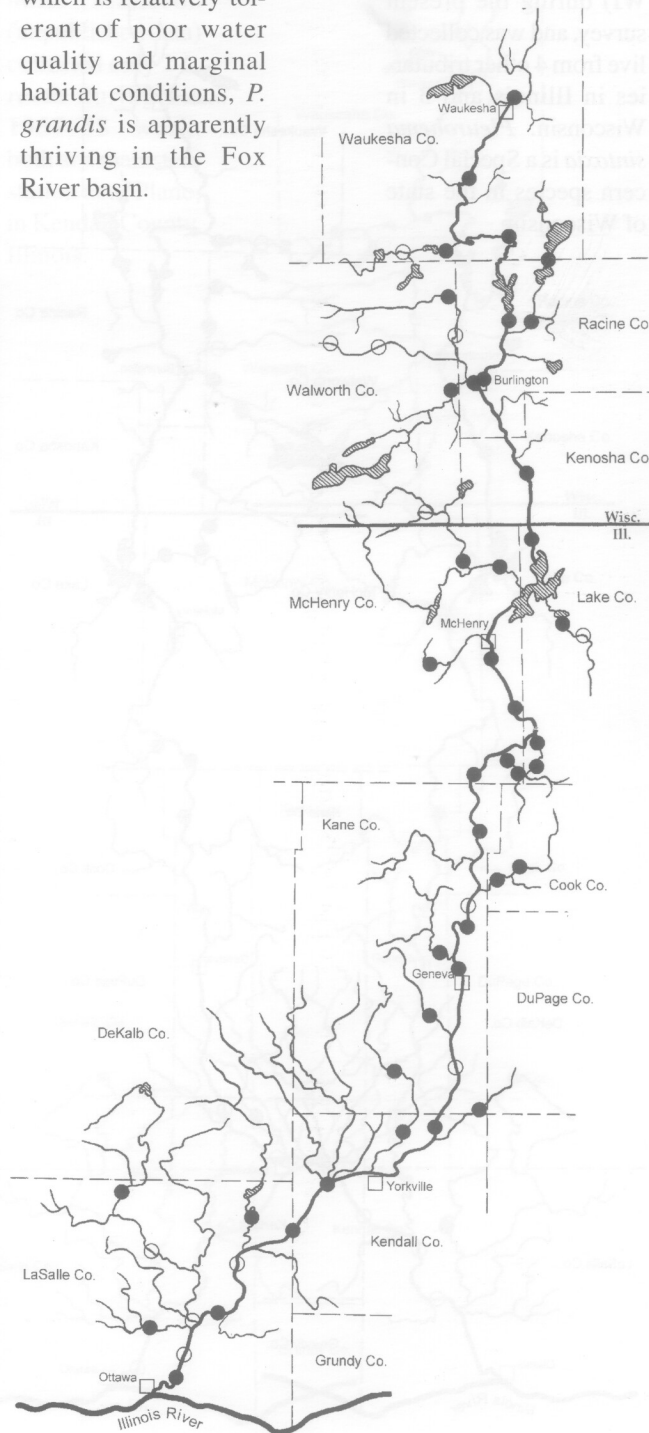 which is relatively tol-
erant of poor water
quality and marginal
habitat conditions, P.
grandis is apparently
thriving in the Fox
River basin.
Waukesha
Waukesha Co.
Racine Co.
Burlington
Walworth Co.
Kenosha Co.
Wisc.
Ill.
McHenry Co.
Lake Co.
McHenry
Kane Co.
Cook Co.
Geneva
DuPage Co.
DeKalb Co.
Yorkville
Kendall Co.
LaSalle Co.
Grundy Co.
Ottawa
Illinois River